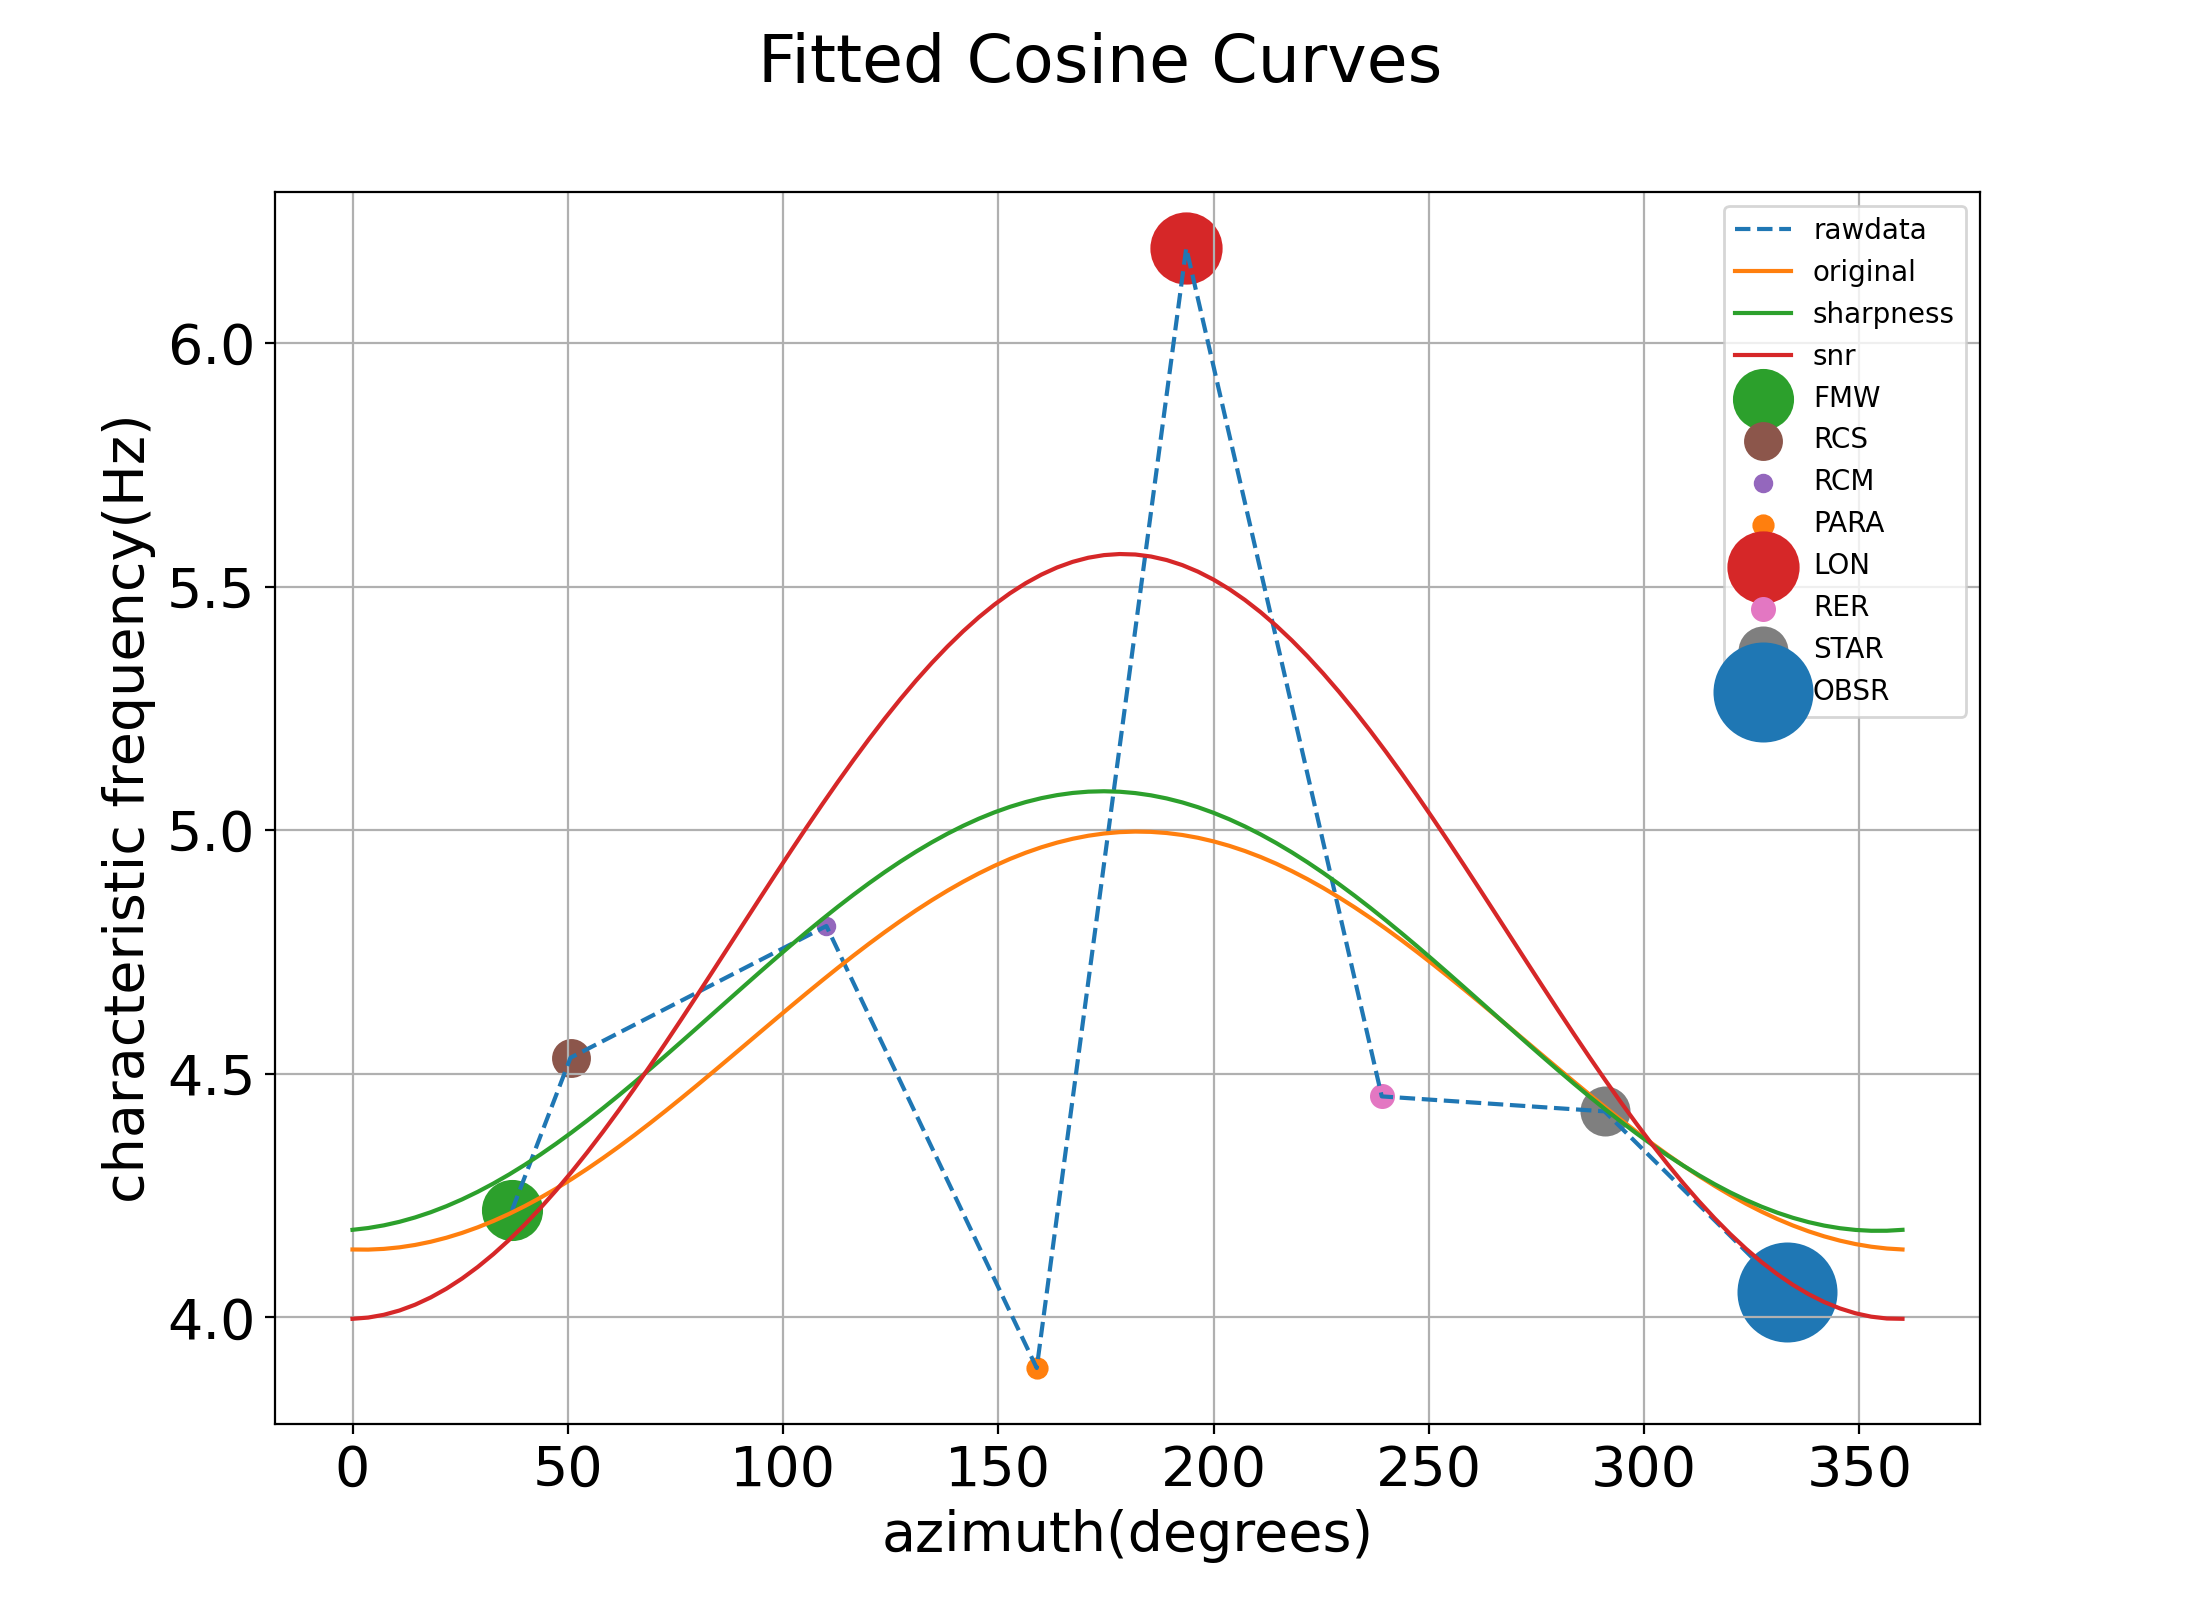 Fitted Cosine Curves
characteristic frequency(Hz)
6.0
5.5
5.0
4.5
4.0
rawdata
original
sharpness
snr
FMW
RCS
RCM
PARA
LON
RER
STAR
OBSR
0 50 100 150 200 250 300 350
azimuth(degrees)